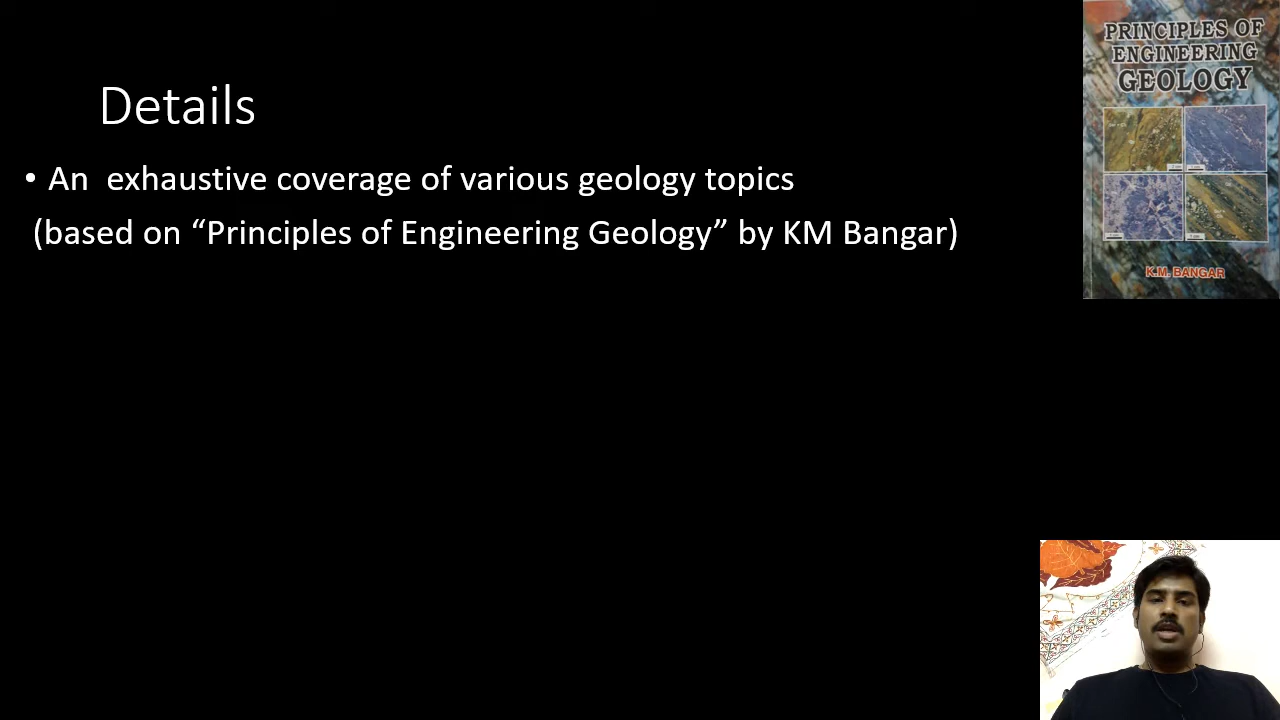 Details
• An exhaustive coverage of various geology topics
(based on “Principles of Engineering Geology” by KM Bangar)
PRINCIPLES OF
ENGINEERING
GEOLOGY
K.M. BANGAR